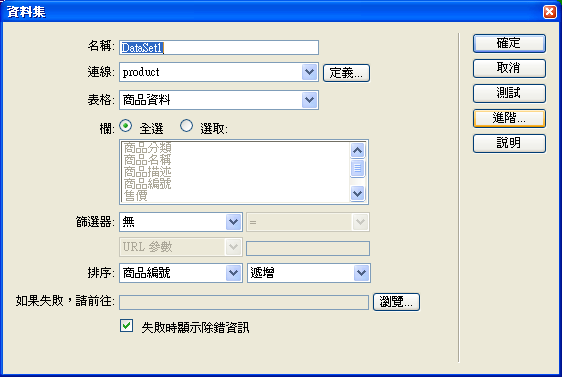 資料集
名稱: DataSet1 確定
連線: product 定義... 取消
表格: 商品資料 測試
欄: 全選 選取: 進階...
商品分類 說明
商品名稱
商品描述
商品編號
售價
篩選器: 無 =
URL 參數
排序: 商品編號 遞增
如果失敗，請前往: 瀏覽...
失敗時顯示除錯資訊